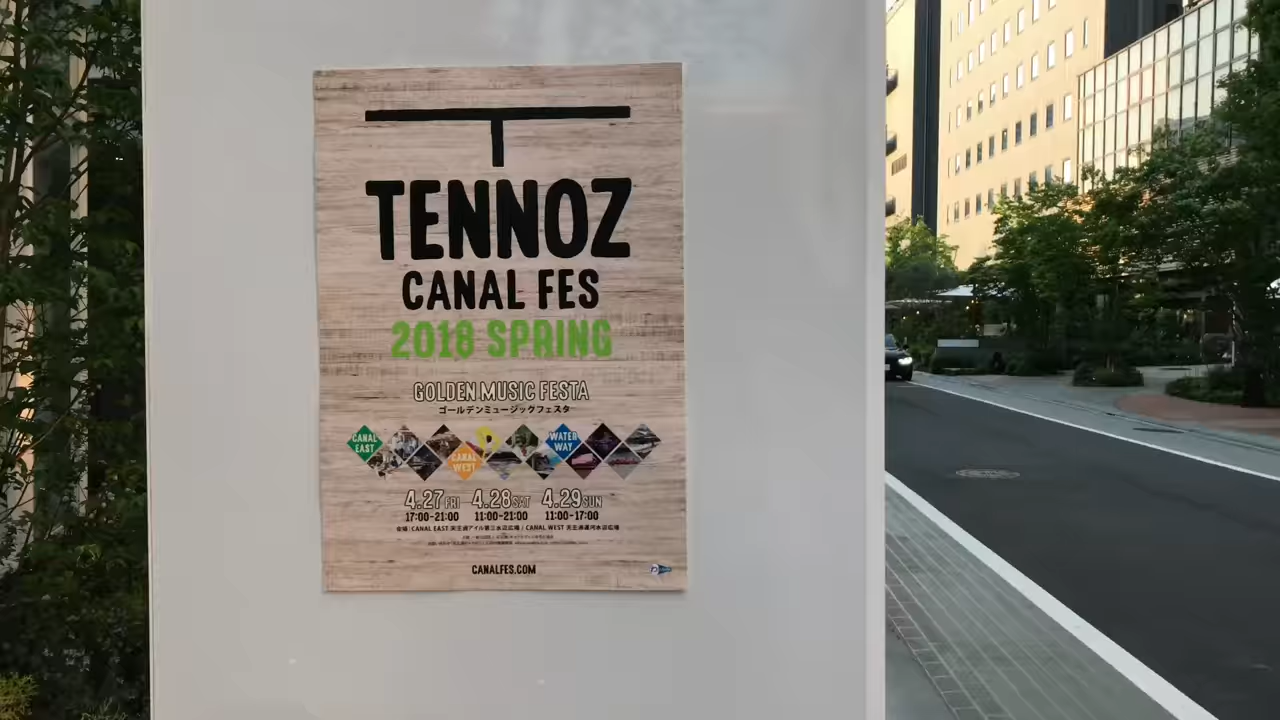 TENNOZ
CANAL FES
2018 SPRING
GOLDEN MUSIC FESTA
ゴールデンミュージックフェスタ
CANAL EAST
CANAL WEST
WATER WAY
4.27 FRI 4.28 SAT 4.29 SUN
17:00-21:00 11:00-21:00 11:00-17:00
会場 | CANAL EAST 天王洲アイル第三水辺広場 / CANAL WEST 天王洲運河水辺広場
CANALFES.COM